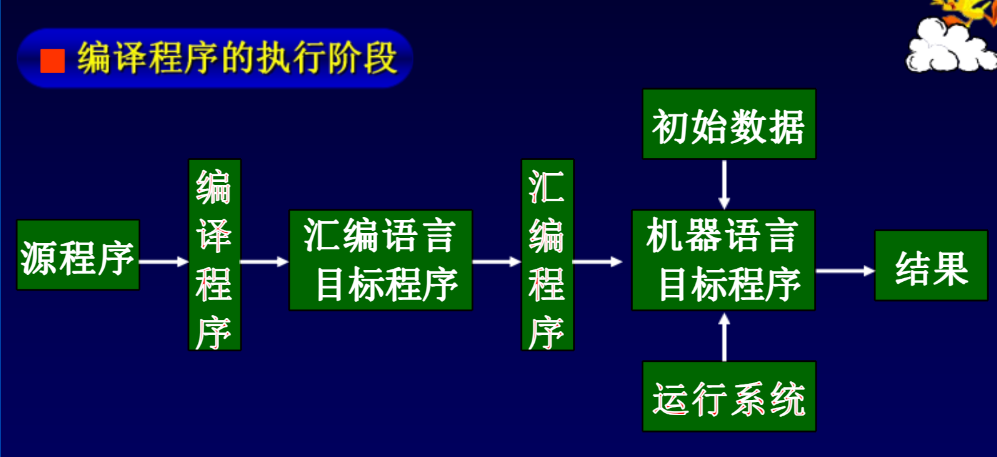 编译程序的执行阶段
初始数据
源程序
编译程序
汇编语言
目标程序
汇编程序
机器语言
目标程序
结果
运行系统